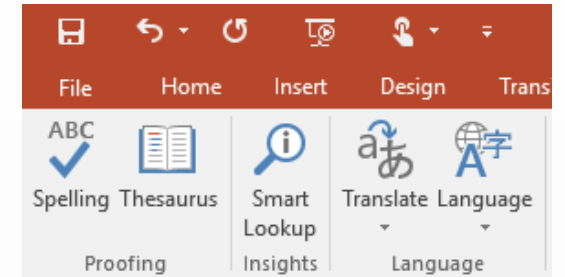 File Home Insert Design Trans
ABC
Spelling Thesaurus Smart Lookup Translate Language
Proofing Insights Language